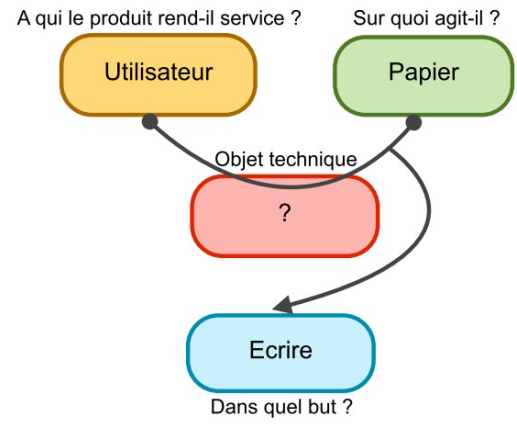 A qui le produit rend-il service ?
Sur quoi agit-il ?
Utilisateur
Papier
Objet technique
?
Ecrire
Dans quel but ?